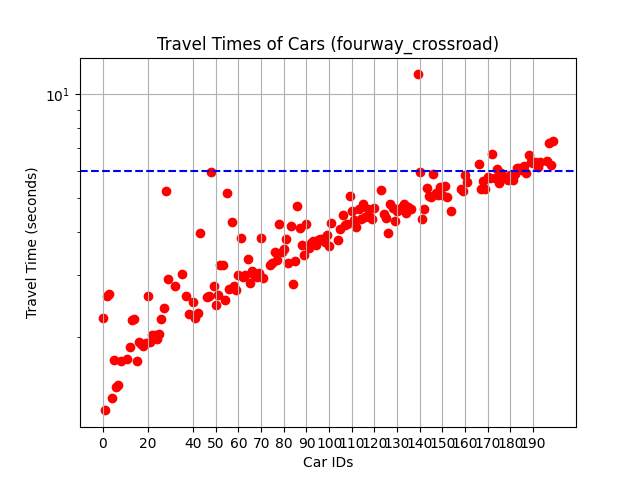 Travel Times of Cars (fourway_crossroad)
Travel Time (seconds)
10¹
0 20 40 50 60 70 80 90 100 110 120 130 140 150 160 170 180 190
Car IDs